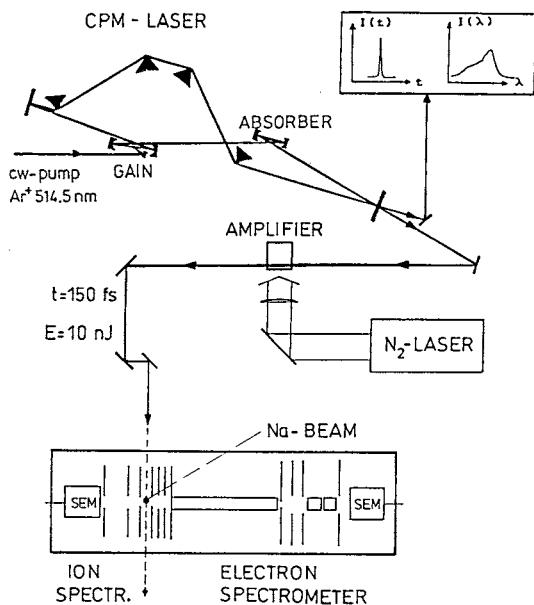 CPM - LASER
I(t)
I(λ)
t
λ
ABSORBER
GAIN
cw-pump
Ar⁺ 514.5 nm
AMPLIFIER
t=150 fs
E=10 nJ
N₂-LASER
Na-BEAM
SEM
SEM
ION
SPECTR.
ELECTRON
SPECTROMETER